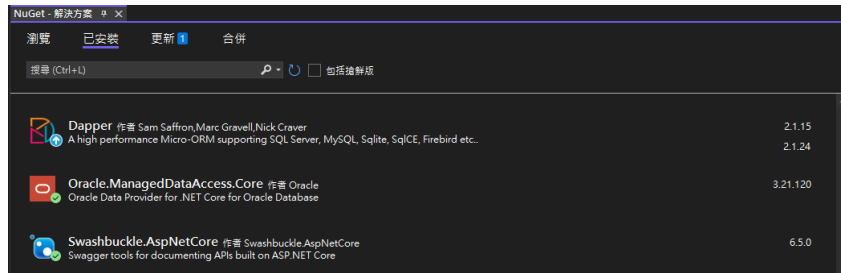 NuGet - 解決方案
瀏覽 已安裝 更新 1 合併
搜尋 (Ctrl+L) 包括搶鮮版
Dapper 作者 Sam Saffron,Marc Gravell,Nick Craver 2.1.15
A high performance Micro-ORM supporting SQL Server, MySQL, Sqlite, SqlCE, Firebird etc..
2.1.24
Oracle.ManagedDataAccess.Core 作者 Oracle 3.21.120
Oracle Data Provider for .NET Core for Oracle Database
Swashbuckle.AspNetCore 作者 Swashbuckle.AspNetCore 6.5.0
Swagger tools for documenting APIs built on ASP.NET Core